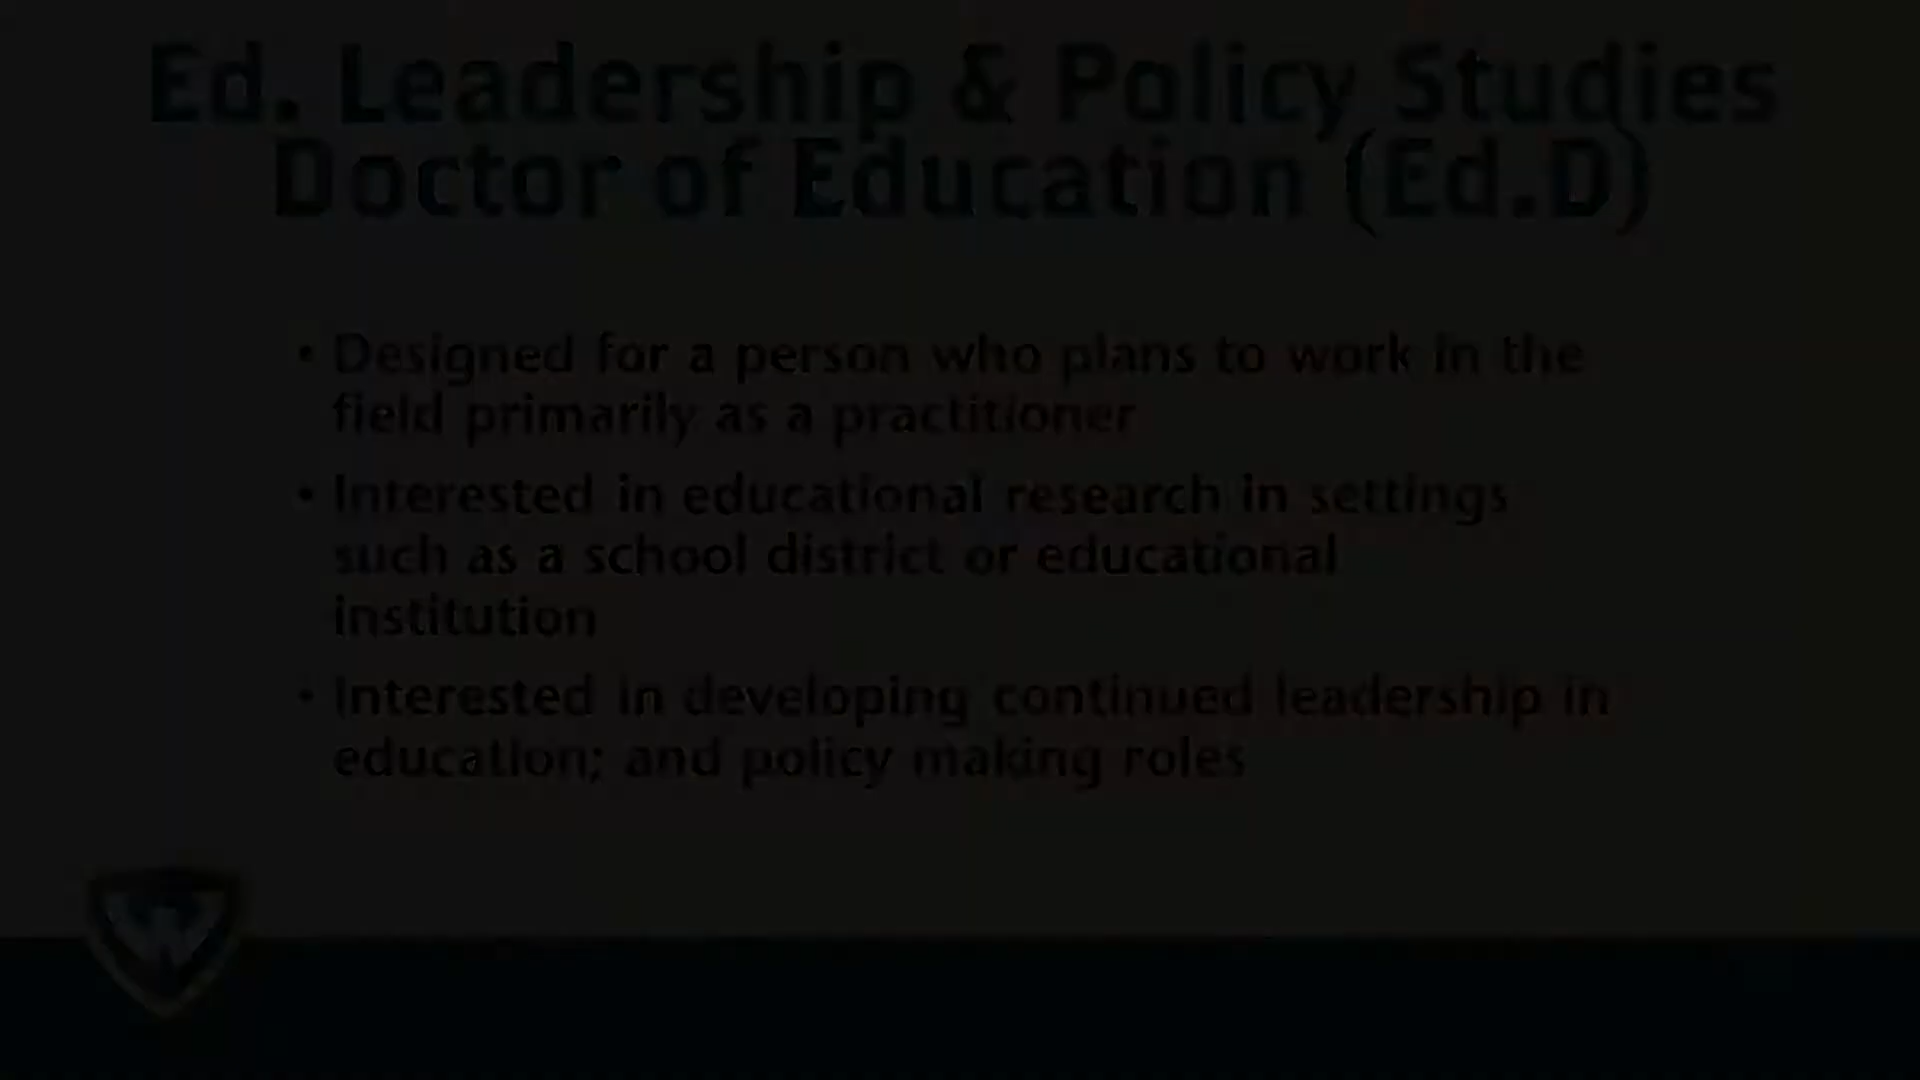 Ed. Leadership & Policy Studies
Doctor of Education (Ed.D)
• Designed for a person who plans to work in the
field primarily as a practitioner
• Interested in educational research in settings
such as a school district or educational
institution
• Interested in developing continued leadership in
education; and policy making roles
W